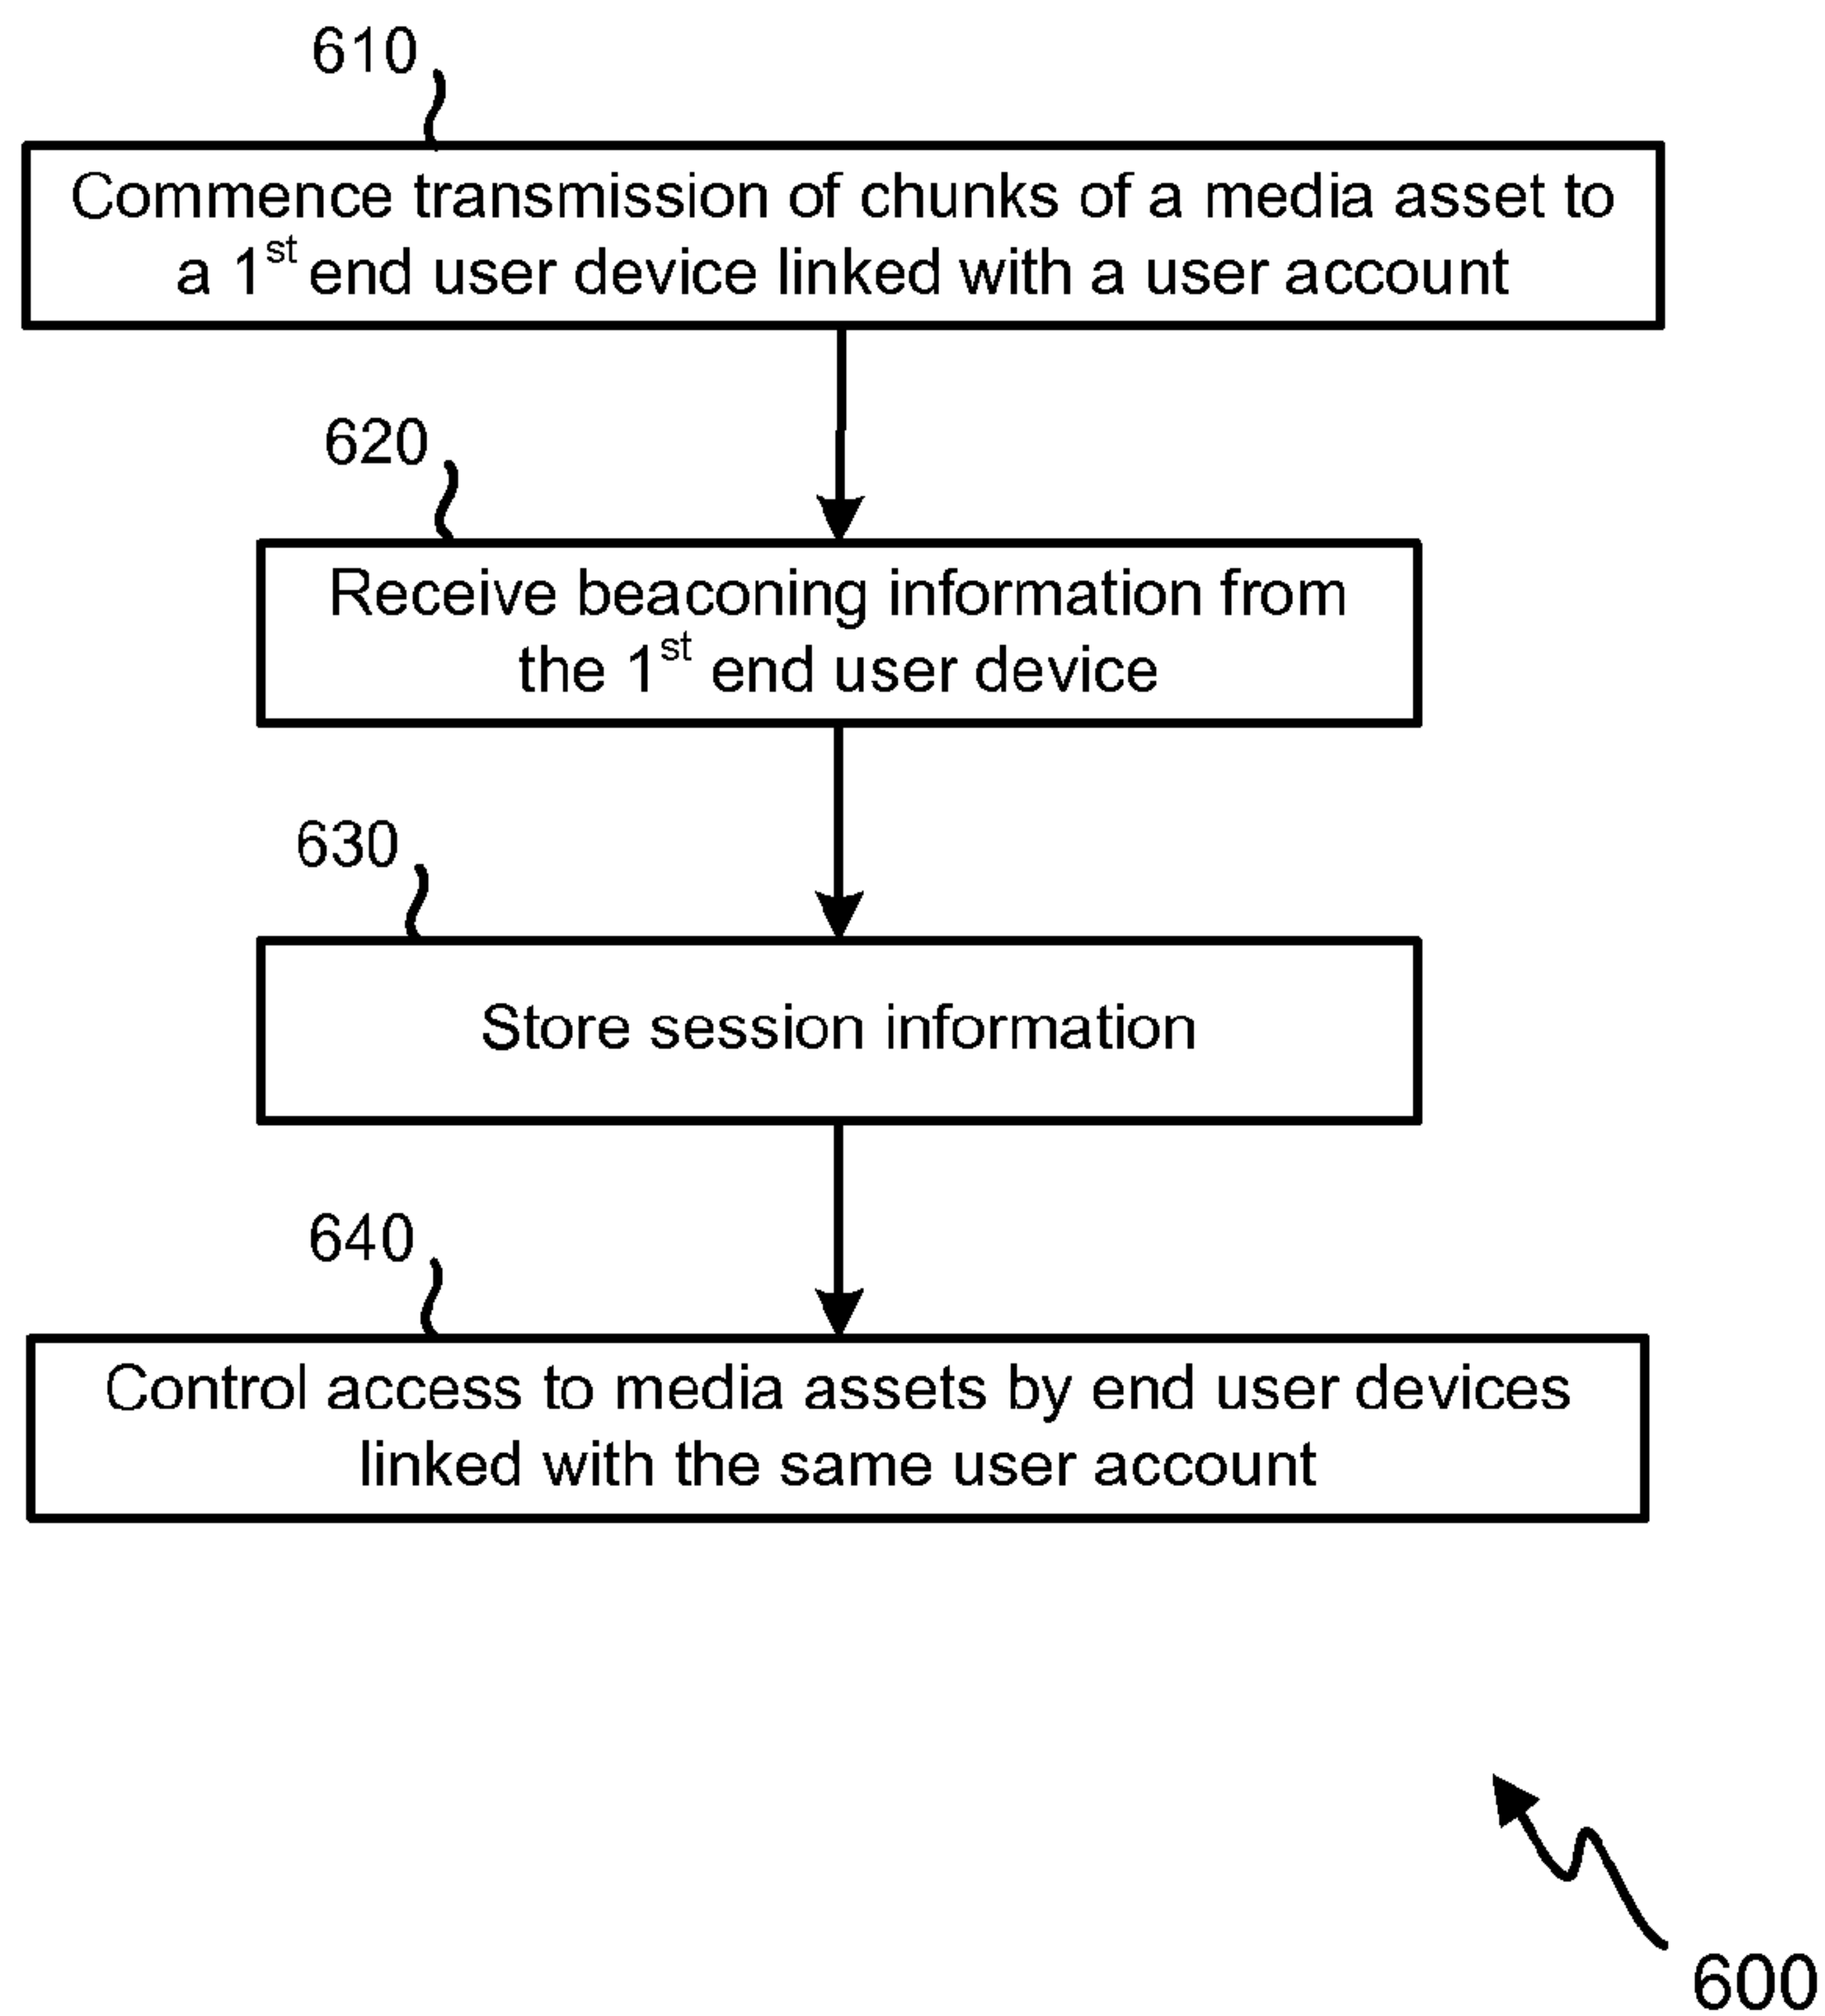 610
Commence transmission of chunks of a media asset to
a 1st end user device linked with a user account
620
Receive beaconing information from
the 1st end user device
630
Store session information
640
Control access to media assets by end user devices
linked with the same user account
600